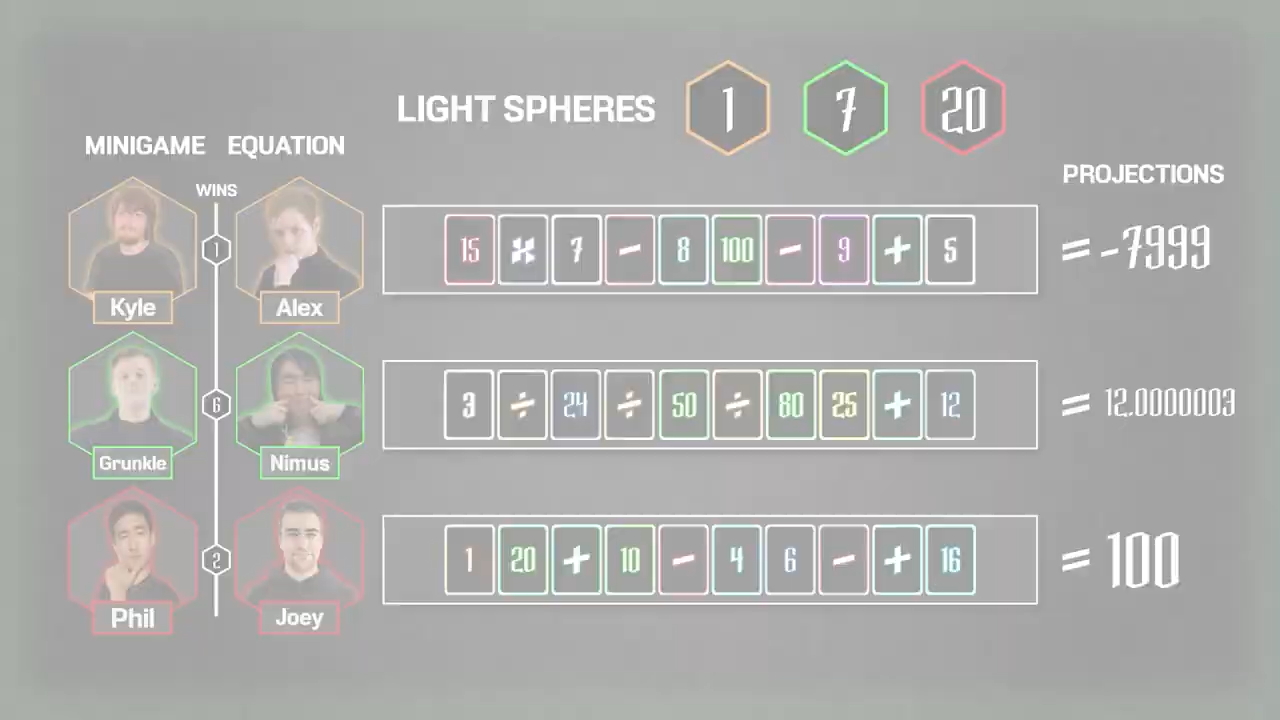 LIGHT SPHERES 1 7 20
MINIGAME EQUATION
PROJECTIONS
WINS
1
15 × 7 − 8 100 − 9 + 5 = -7999
Kyle Alex
6
3 ÷ 24 ÷ 50 ÷ 80 25 + 12 = 12.0000003
Grunkle Nimus
2
1 20 + 10 − 4 6 − + 16 = 100
Phil Joey